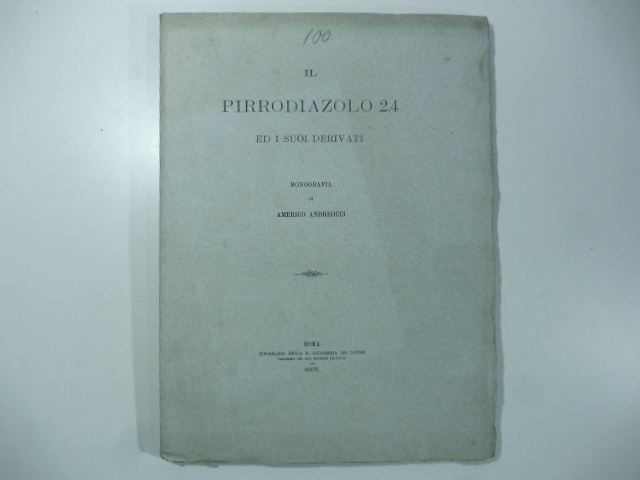 100
IL
PIRRODIAZOLO 2.4
ED I SUOI DERIVATI
MONOGRAFIA
DI
AMERICO ANDREOCCI
ROMA
TIPOGRAFIA DELLA R. ACCADEMIA DEI LINCEI